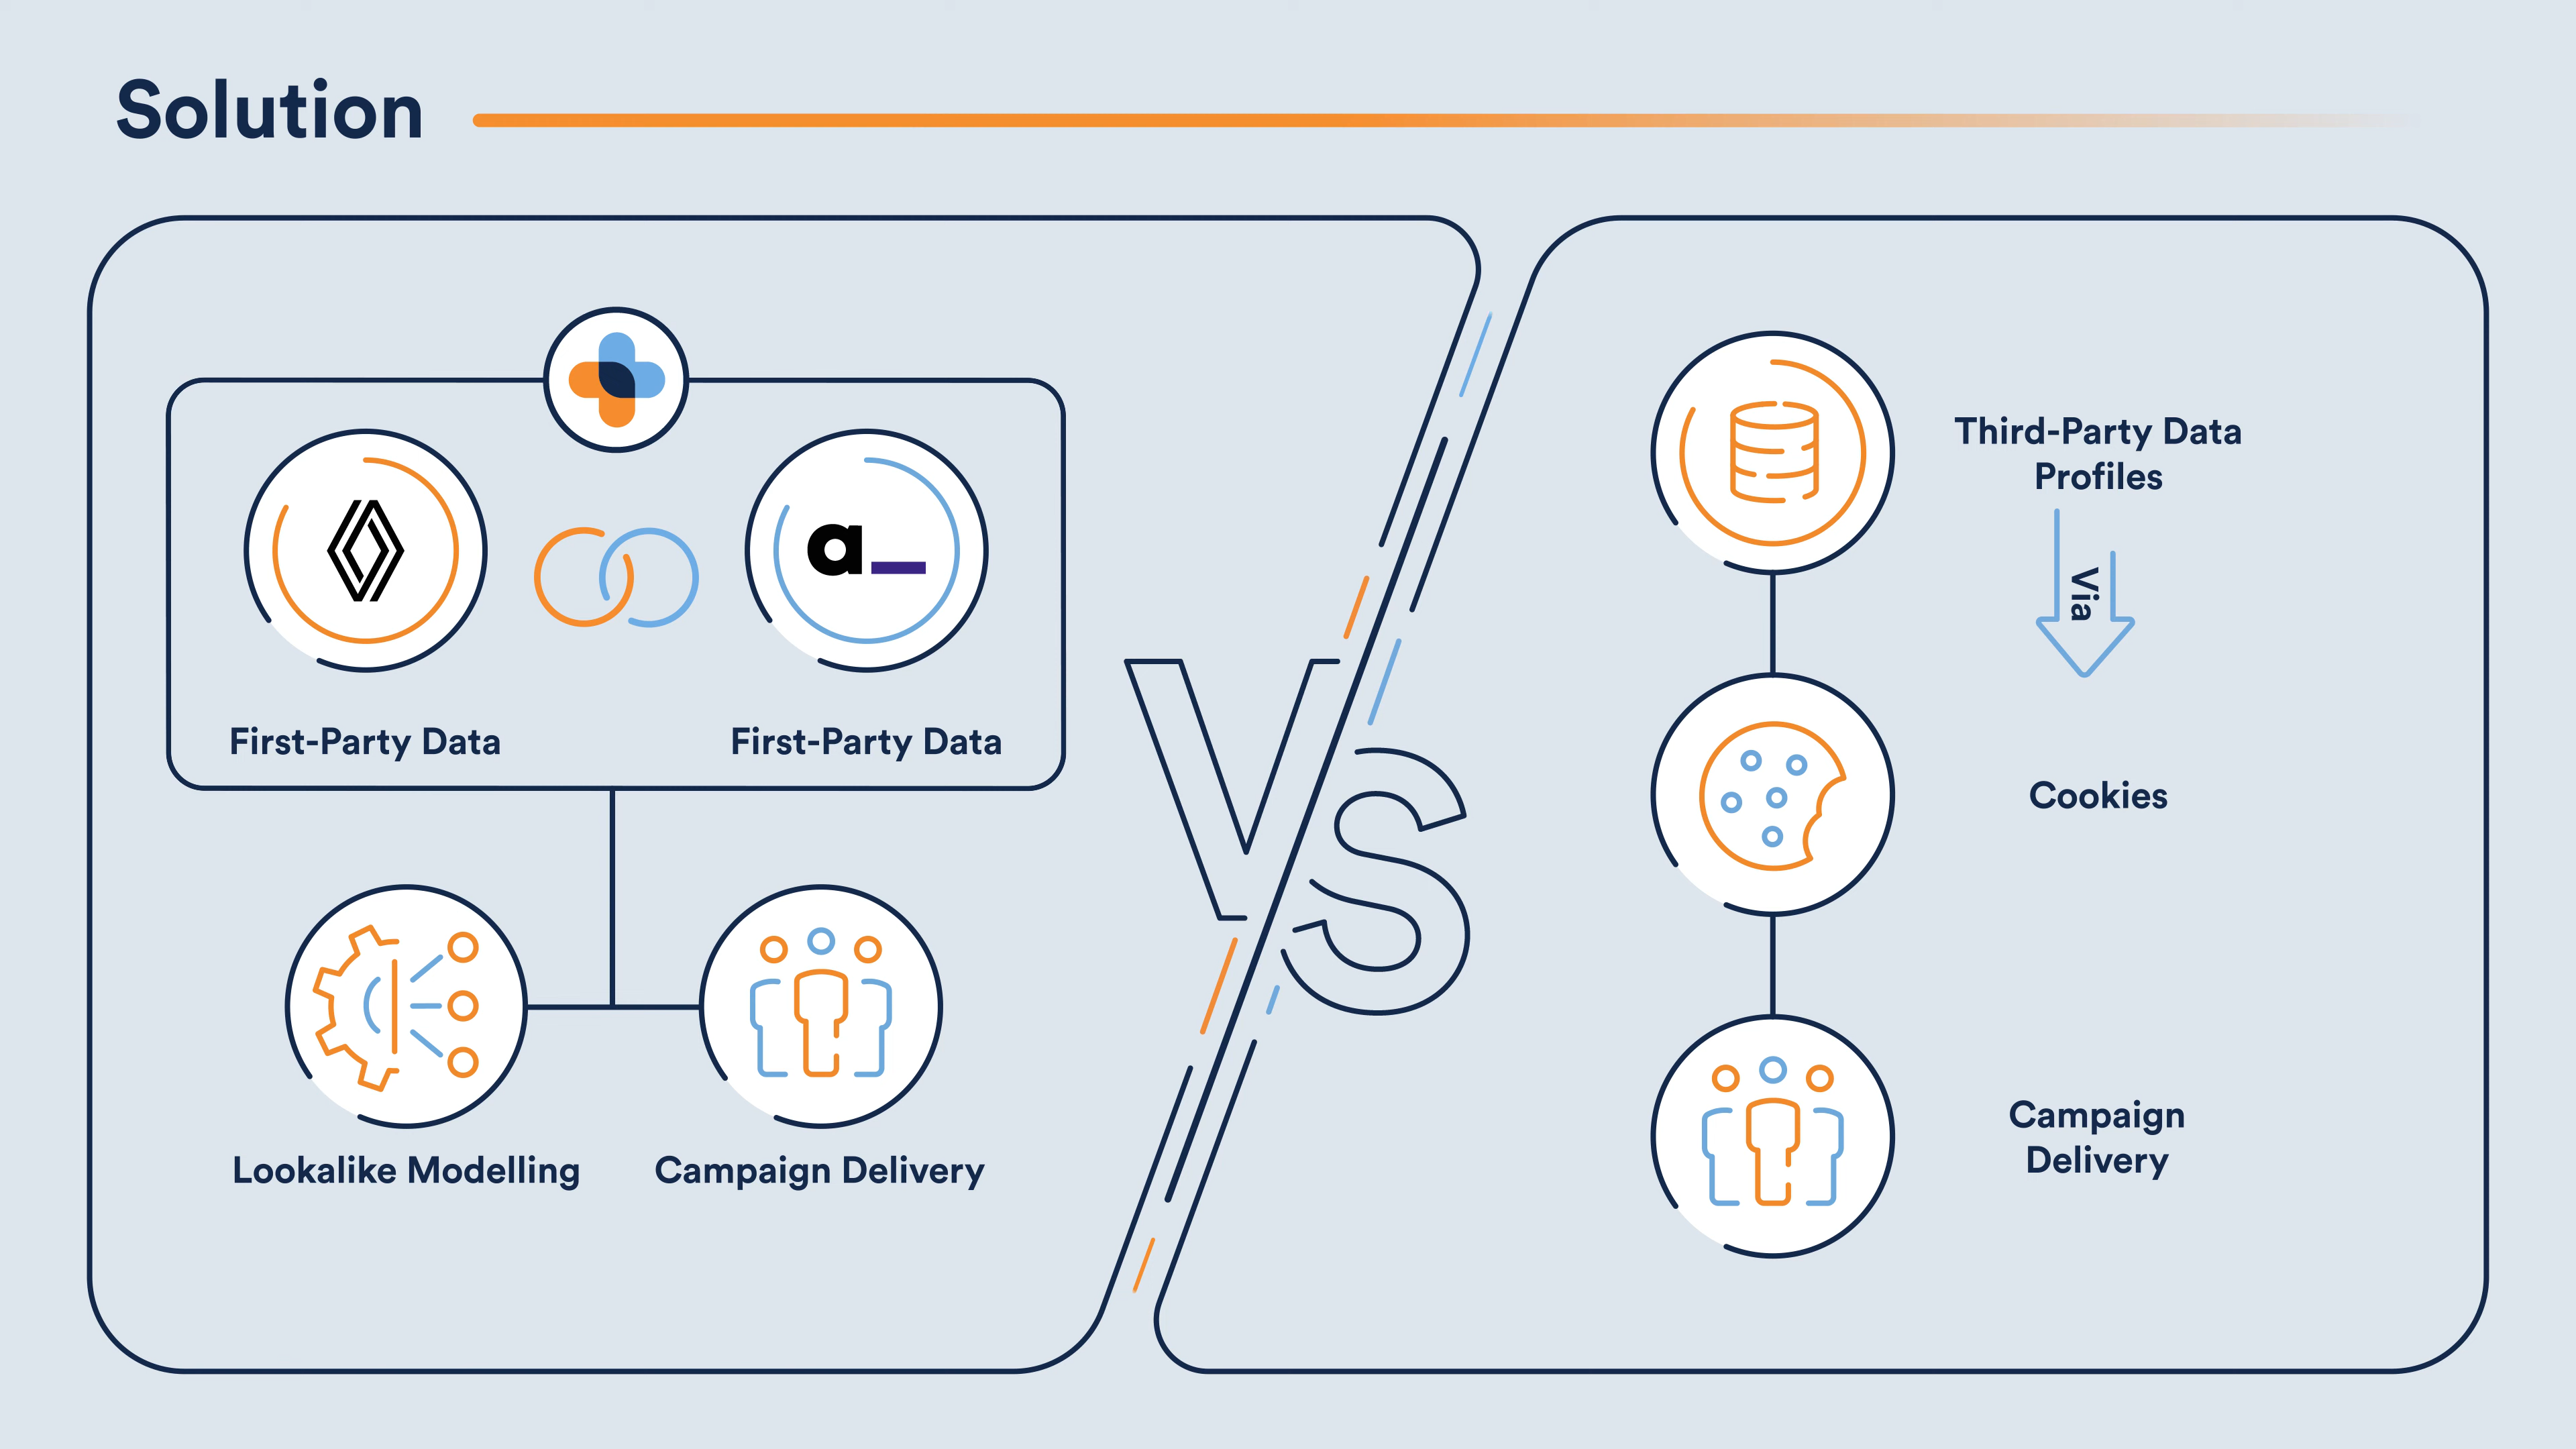 Solution
a_
First-Party Data
First-Party Data
Lookalike Modelling
Campaign Delivery
VS
Third-Party Data
Profiles
Via
Cookies
Campaign
Delivery